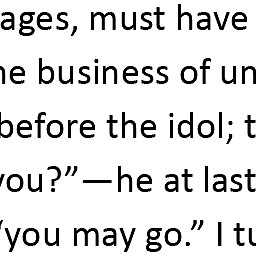 ages, must have
he business of un
before the idol; t
you?”—he at last
“you may go.” I tu